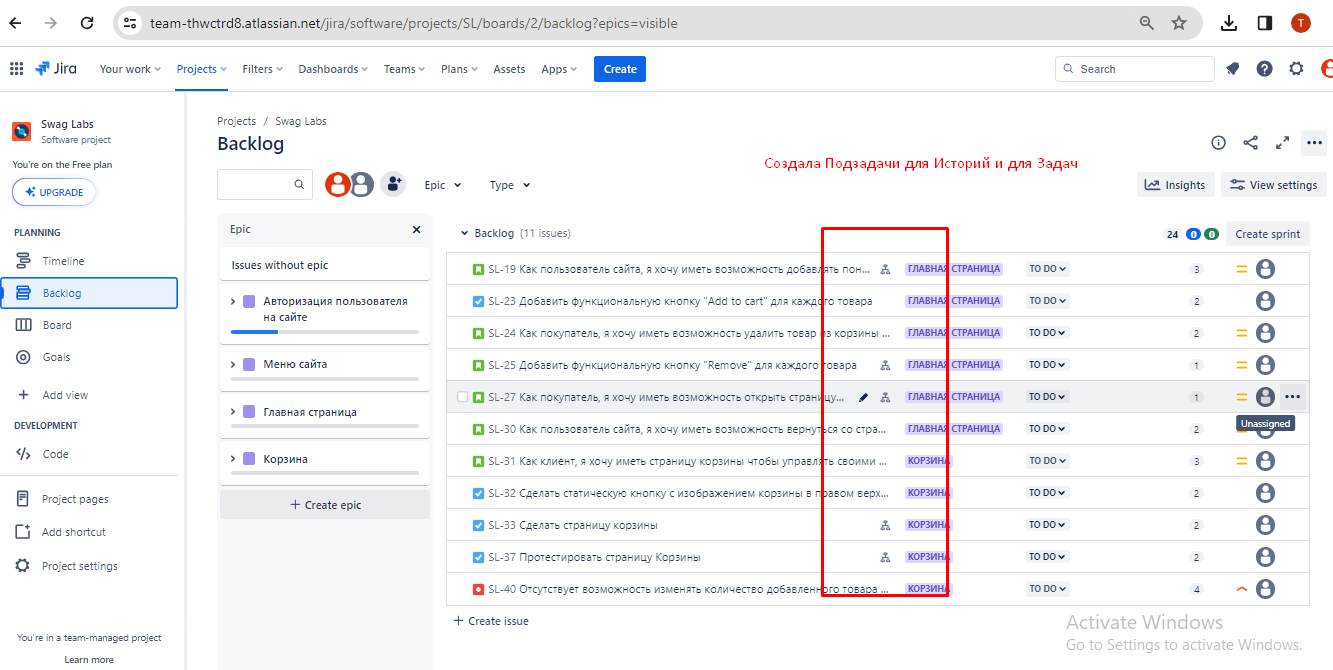 team-thwctrd8.atlassian.net/jira/software/projects/SL/boards/2/backlog?epics=visible
T
Jira Your work Projects Filters Dashboards Teams Plans Assets Apps Create Search
Swag Labs
Software project
You're on the Free plan
UPGRADE
PLANNING
Timeline
Backlog
Board
Goals
Add view
DEVELOPMENT
Code
Project pages
Add shortcut
Project settings
You're in a team-managed project
Learn more
Projects / Swag Labs
Backlog
Создала Подзадачи для Историй и для Задач
Epic Type
Insights View settings
Epic
Issues without epic
Авторизация пользователя
на сайте
Меню сайта
Главная страница
Корзина
+ Create epic
Backlog (11 issues) 24 0 0 Create sprint
SL-19 Как пользователь сайта, я хочу иметь возможность добавлять пон... ГЛАВНАЯ СТРАНИЦА TO DO 3
SL-23 Добавить функциональную кнопку "Add to cart" для каждого товара ГЛАВНАЯ СТРАНИЦА TO DO 2
SL-24 Как покупатель, я хочу иметь возможность удалить товар из корзины ... ГЛАВНАЯ СТРАНИЦА TO DO 2
SL-25 Добавить функциональную кнопку "Remove" для каждого товара ГЛАВНАЯ СТРАНИЦА TO DO 1
SL-27 Как покупатель, я хочу иметь возможность открыть страницу... ГЛАВНАЯ СТРАНИЦА TO DO 1
Unassigned
SL-30 Как пользователь сайта, я хочу иметь возможность вернуться со стра... ГЛАВНАЯ СТРАНИЦА TO DO 2
SL-31 Как клиент, я хочу иметь страницу корзины чтобы управлять своими ... КОРЗИНА TO DO 3
SL-32 Сделать статическую кнопку с изображением корзины в правом верх... КОРЗИНА TO DO 2
SL-33 Сделать страницу корзины КОРЗИНА TO DO 2
SL-37 Протестировать страницу Корзины КОРЗИНА TO DO 2
SL-40 Отсутствует возможность изменять количество добавленного товара ... КОРЗИНА TO DO 4
+ Create issue
Activate Windows
Go to Settings to activate Windows.